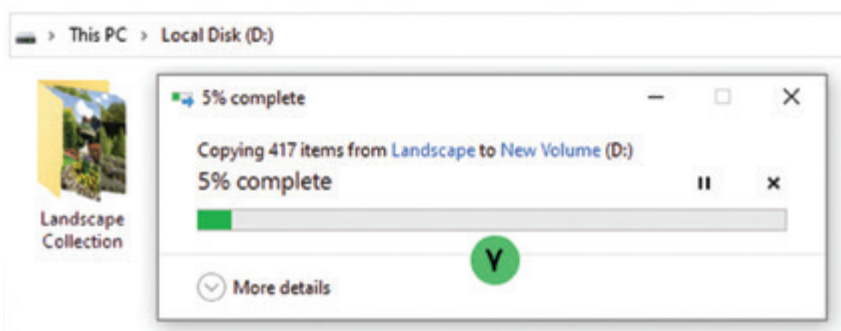 This PC > Local Disk (D:)
5% complete
Copying 417 items from Landscape to New Volume (D:)
5% complete
Landscape
Collection
۷
More details